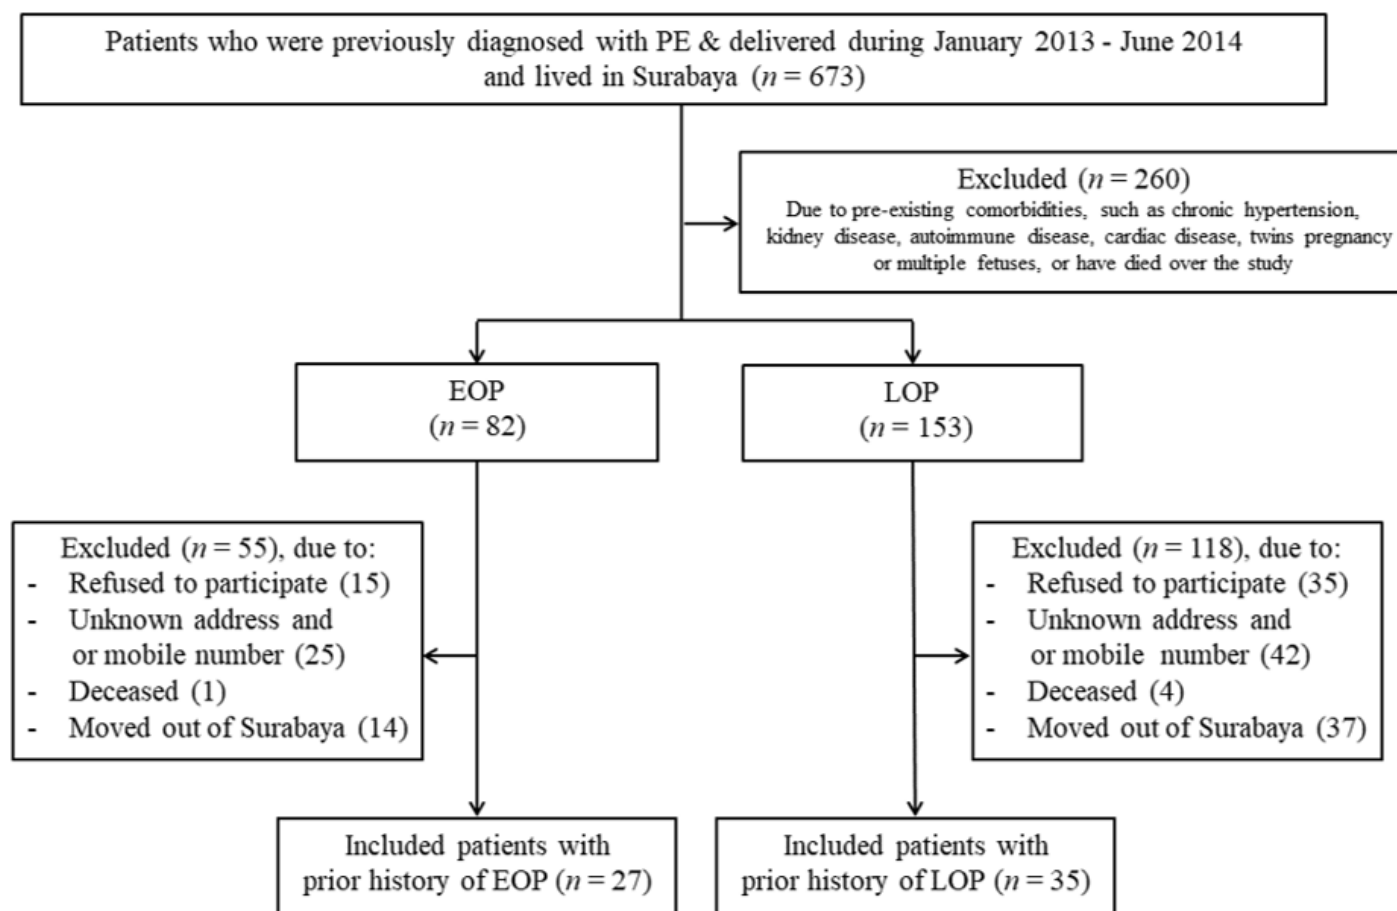 Patients who were previously diagnosed with PE & delivered during January 2013 - June 2014
and lived in Surabaya (n = 673)
Excluded (n = 260)
Due to pre-existing comorbidities, such as chronic hypertension,
kidney disease, autoimmune disease, cardiac disease, twins pregnancy
or multiple fetuses, or have died over the study
EOP
(n = 82)
LOP
(n = 153)
Excluded (n = 55), due to:
- Refused to participate (15)
- Unknown address and
or mobile number (25)
- Deceased (1)
- Moved out of Surabaya (14)
Excluded (n = 118), due to:
- Refused to participate (35)
- Unknown address and
or mobile number (42)
- Deceased (4)
- Moved out of Surabaya (37)
Included patients with
prior history of EOP (n = 27)
Included patients with
prior history of LOP (n = 35)